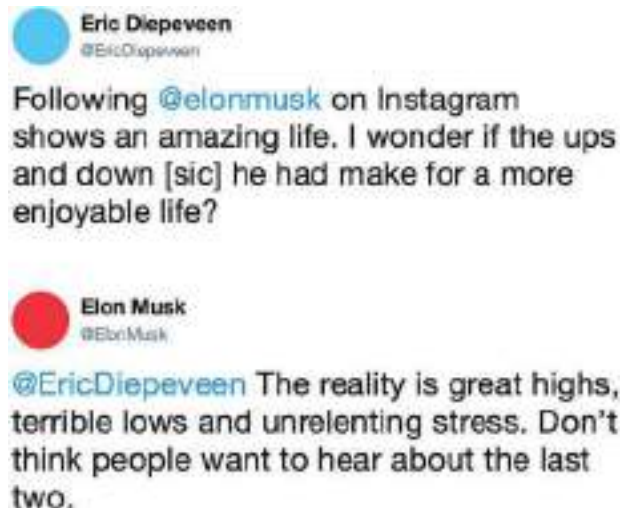 Eric Diepeveen
@EricDiepeveen
Following @elonmusk on Instagram
shows an amazing life. I wonder if the ups
and down [sic] he had make for a more
enjoyable life?
Elon Musk
@ElonMusk
@EricDiepeveen The reality is great highs,
terrible lows and unrelenting stress. Don't
think people want to hear about the last
two.